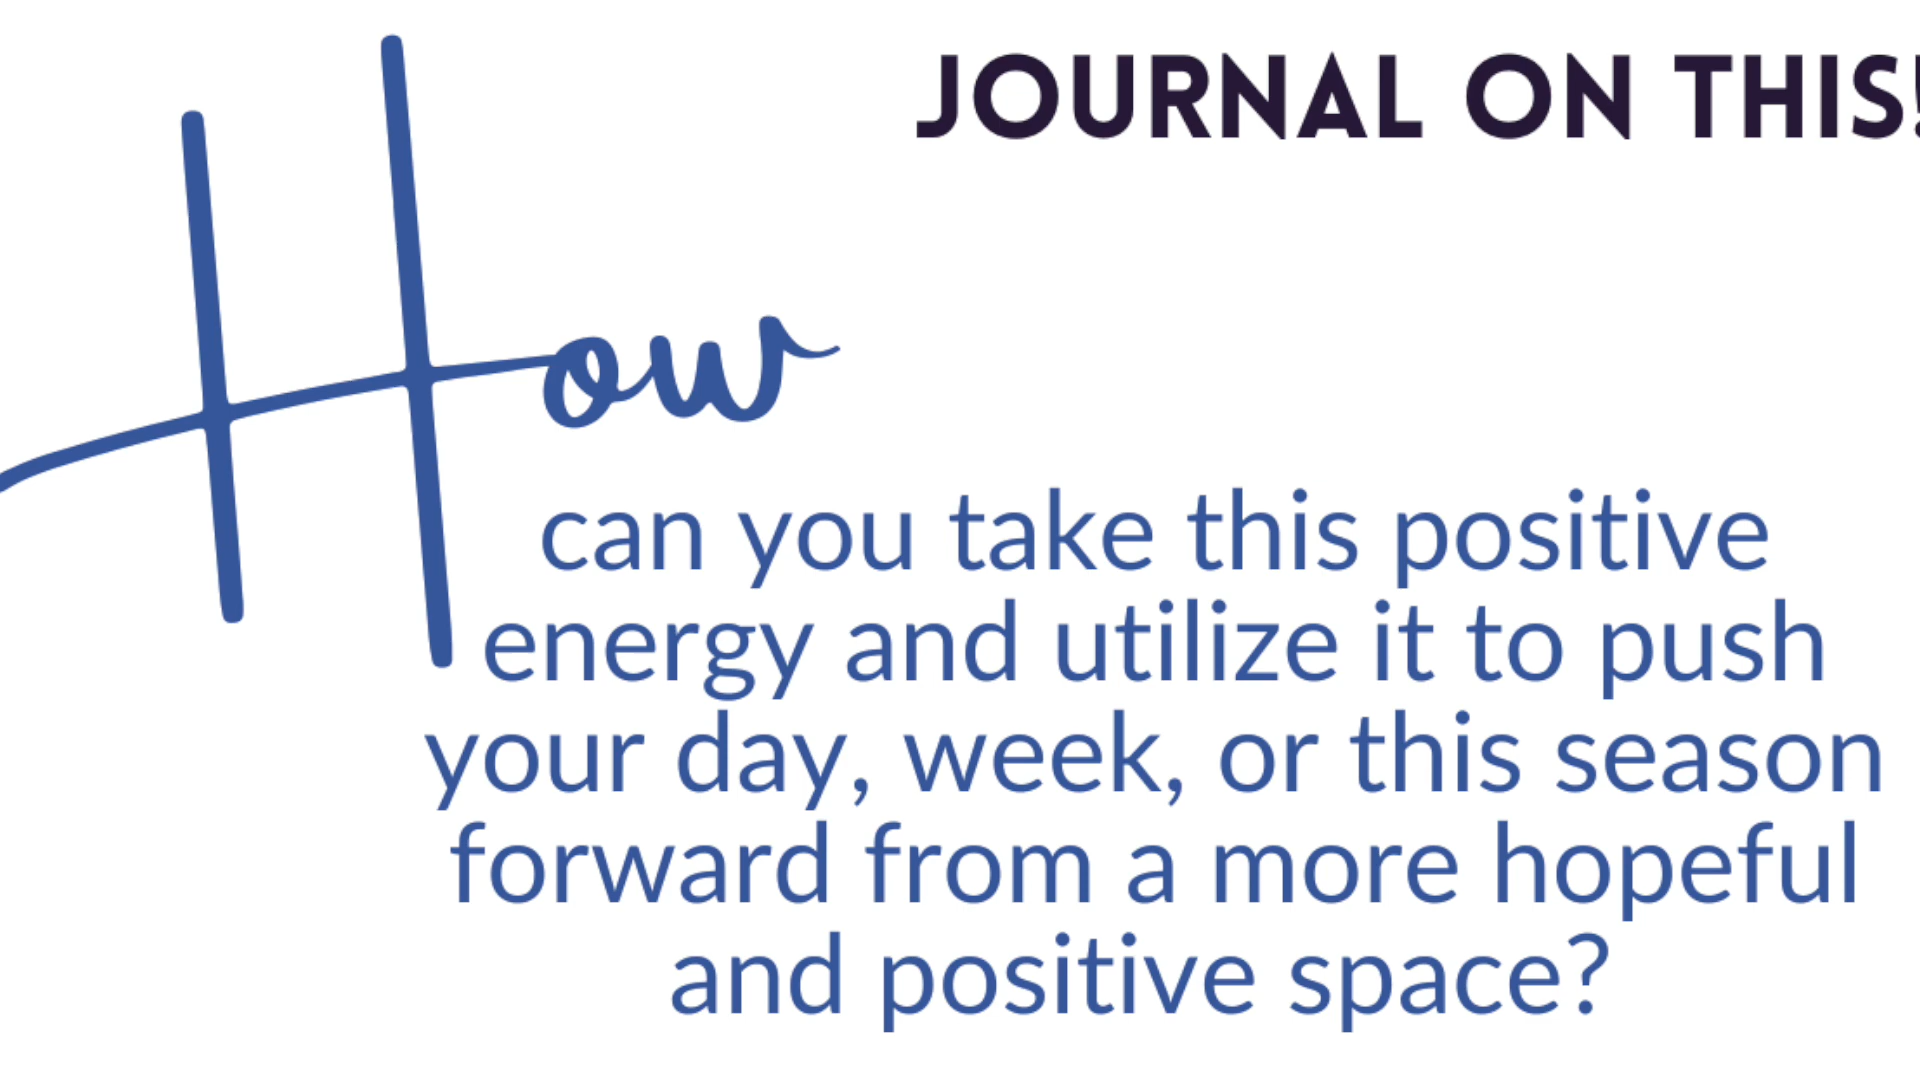 JOURNAL ON THIS!
How
can you take this positive
energy and utilize it to push
your day, week, or this season
forward from a more hopeful
and positive space?